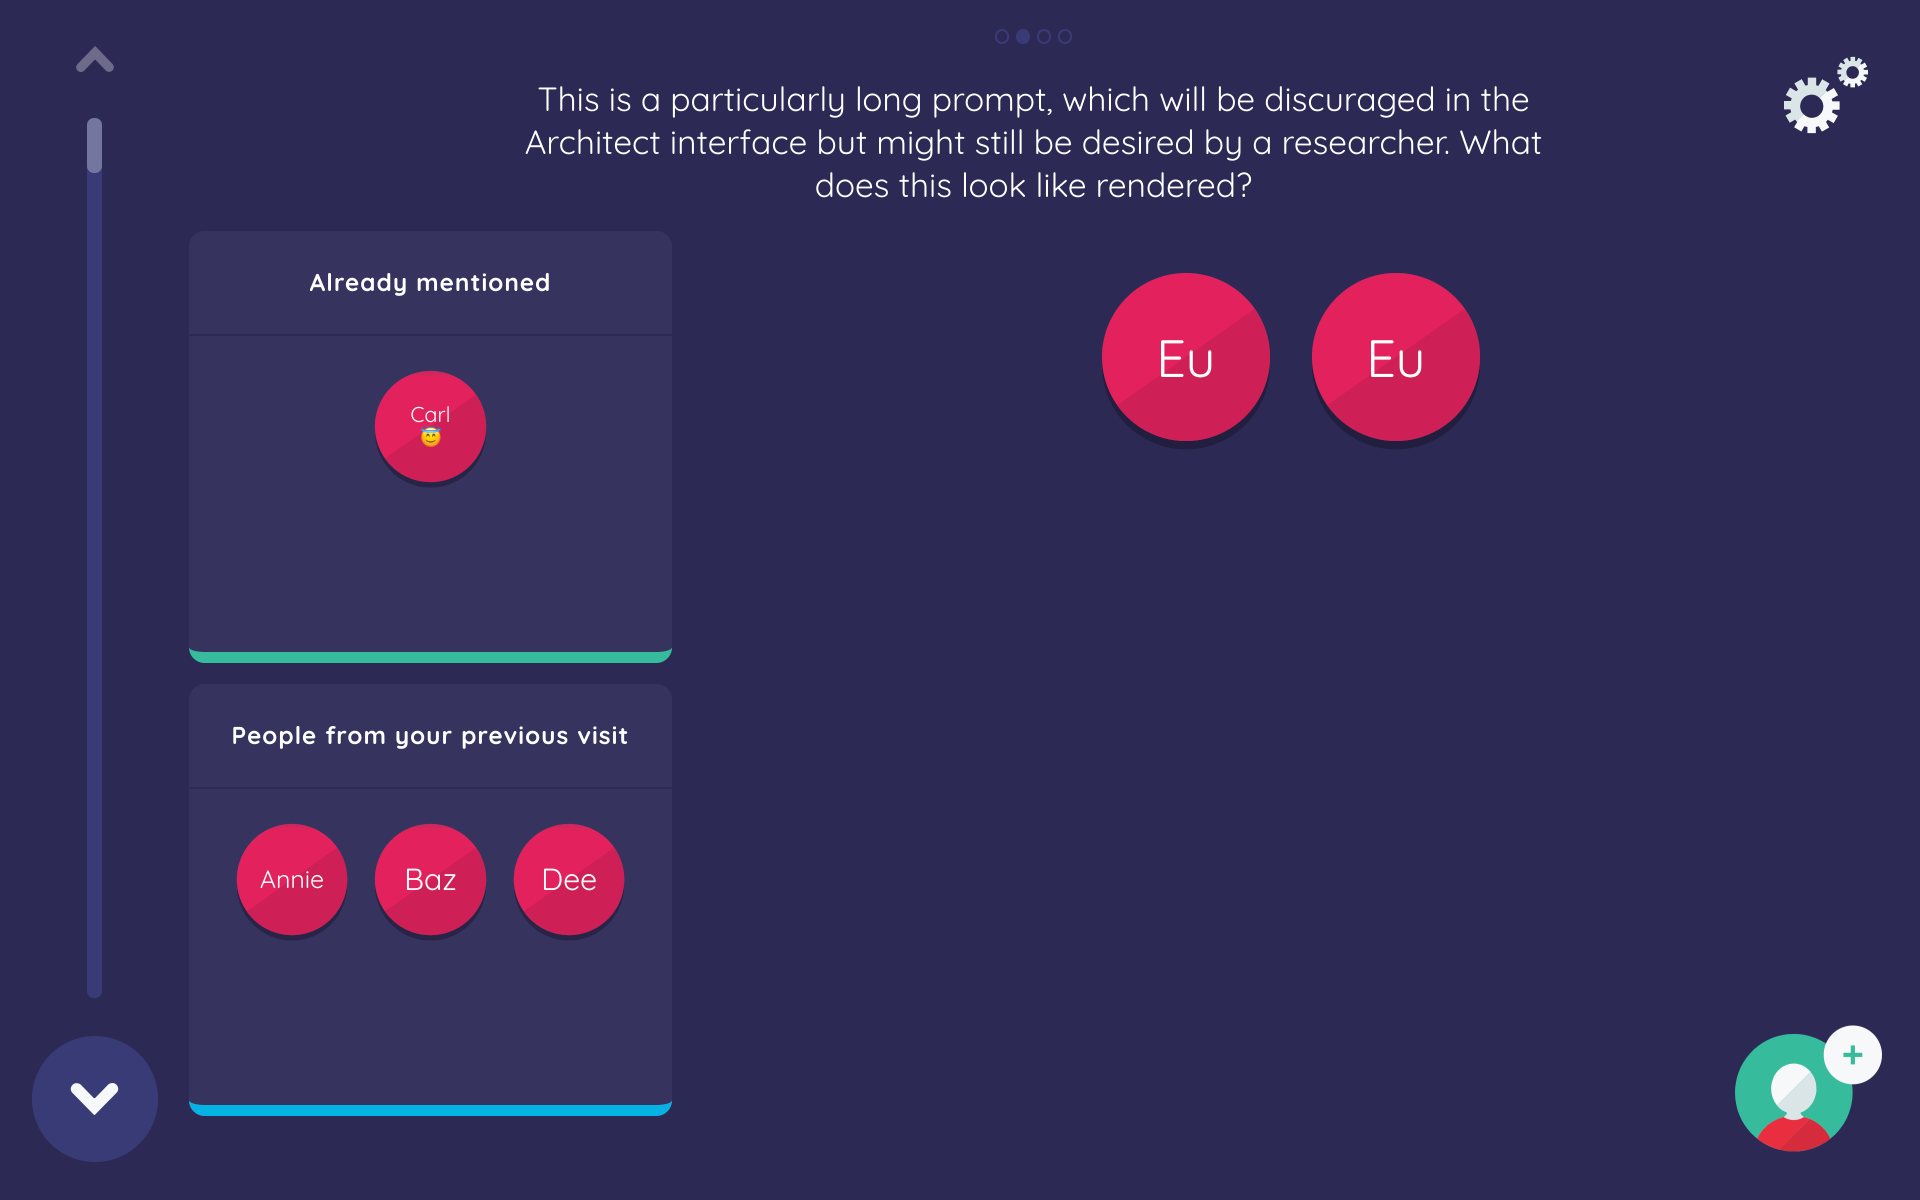 This is a particularly long prompt, which will be discuraged in the
Architect interface but might still be desired by a researcher. What
does this look like rendered?
Already mentioned
Carl
😇
People from your previous visit
Annie
Baz
Dee
Eu
Eu